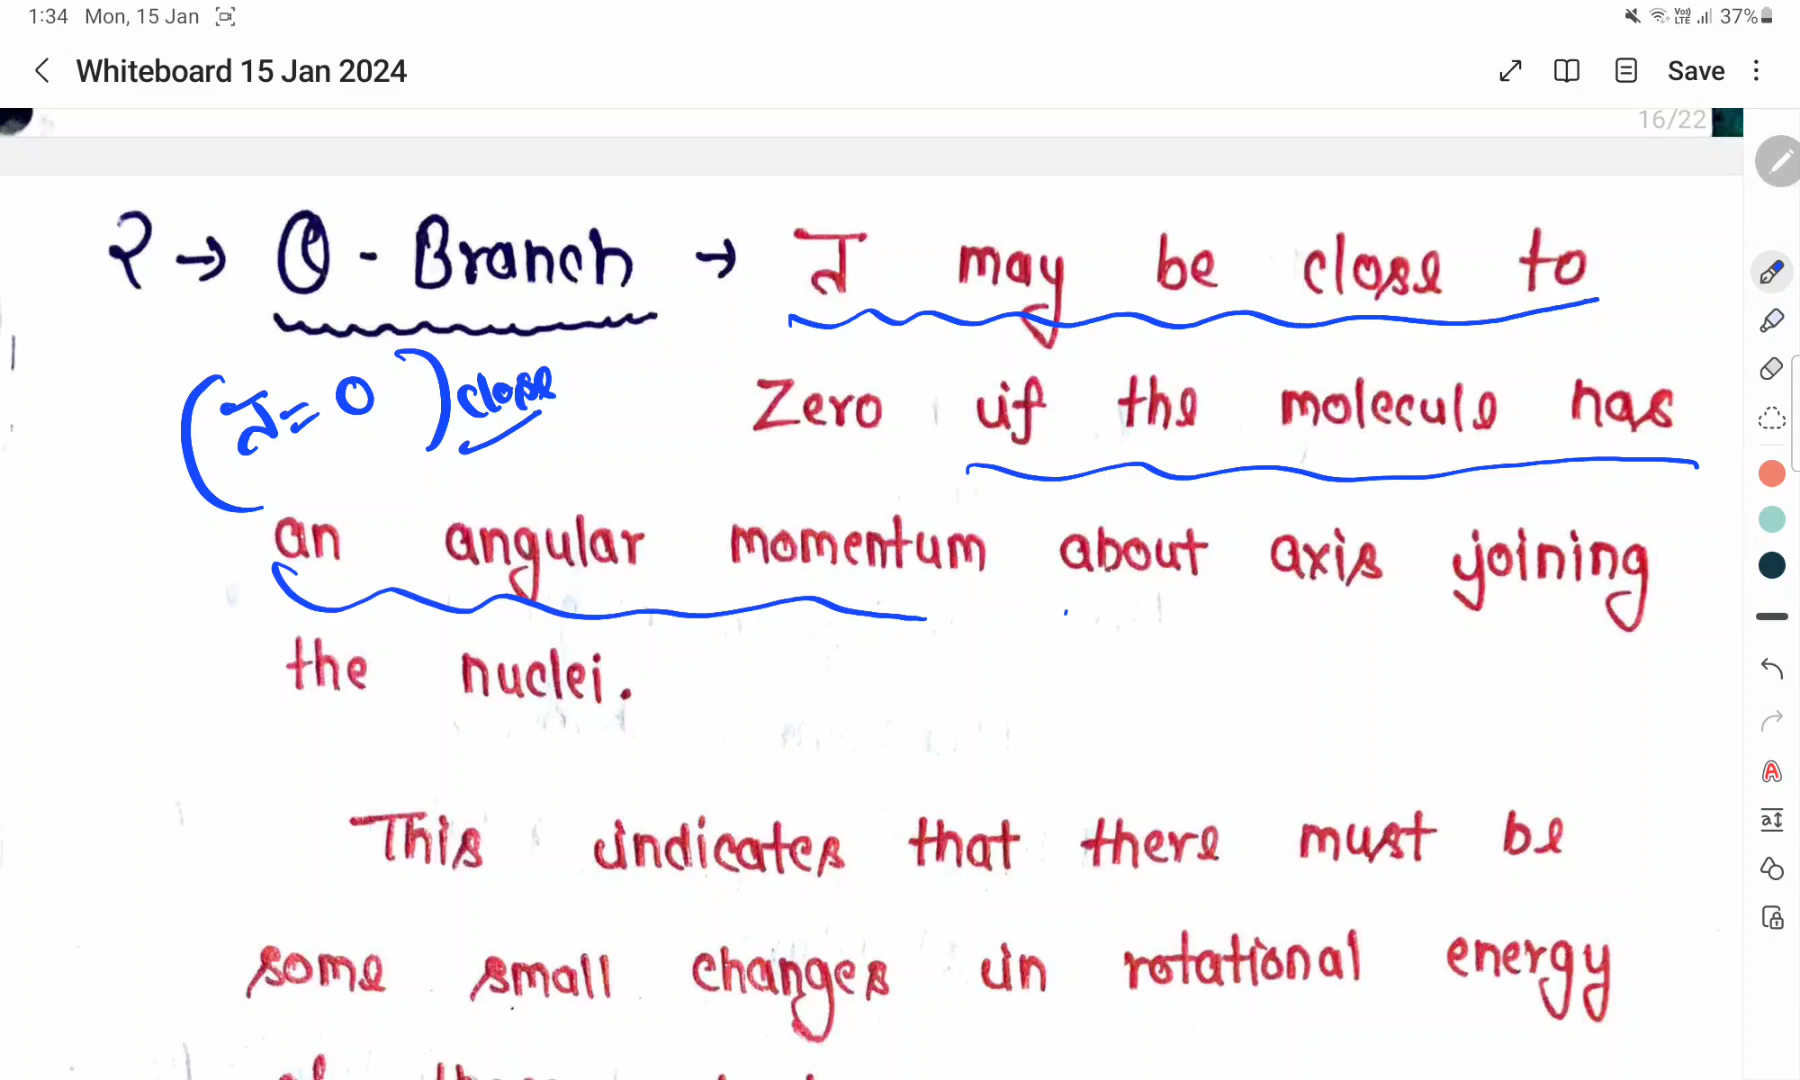 1:34 Mon, 15 Jan 37%
Whiteboard 15 Jan 2024 Save
16/22
2→ Q - Branch → J may be close to
(J = 0) close
Zero if the molecule has
an angular momentum about axis joining
the nuclei.
This indicates that there must be
some small changes in rotational energy